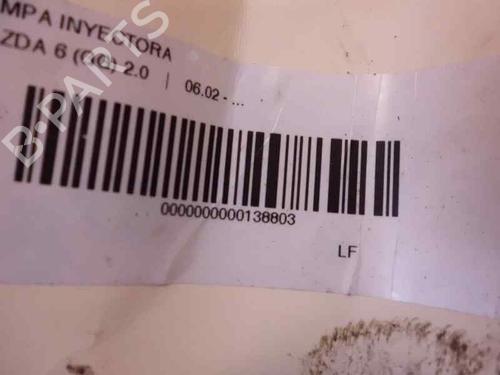 MPA INYECTORA
ZDA 6 (GG) 2.0 | 06.02 - ...
B-PARTS
0000000000138803
LF